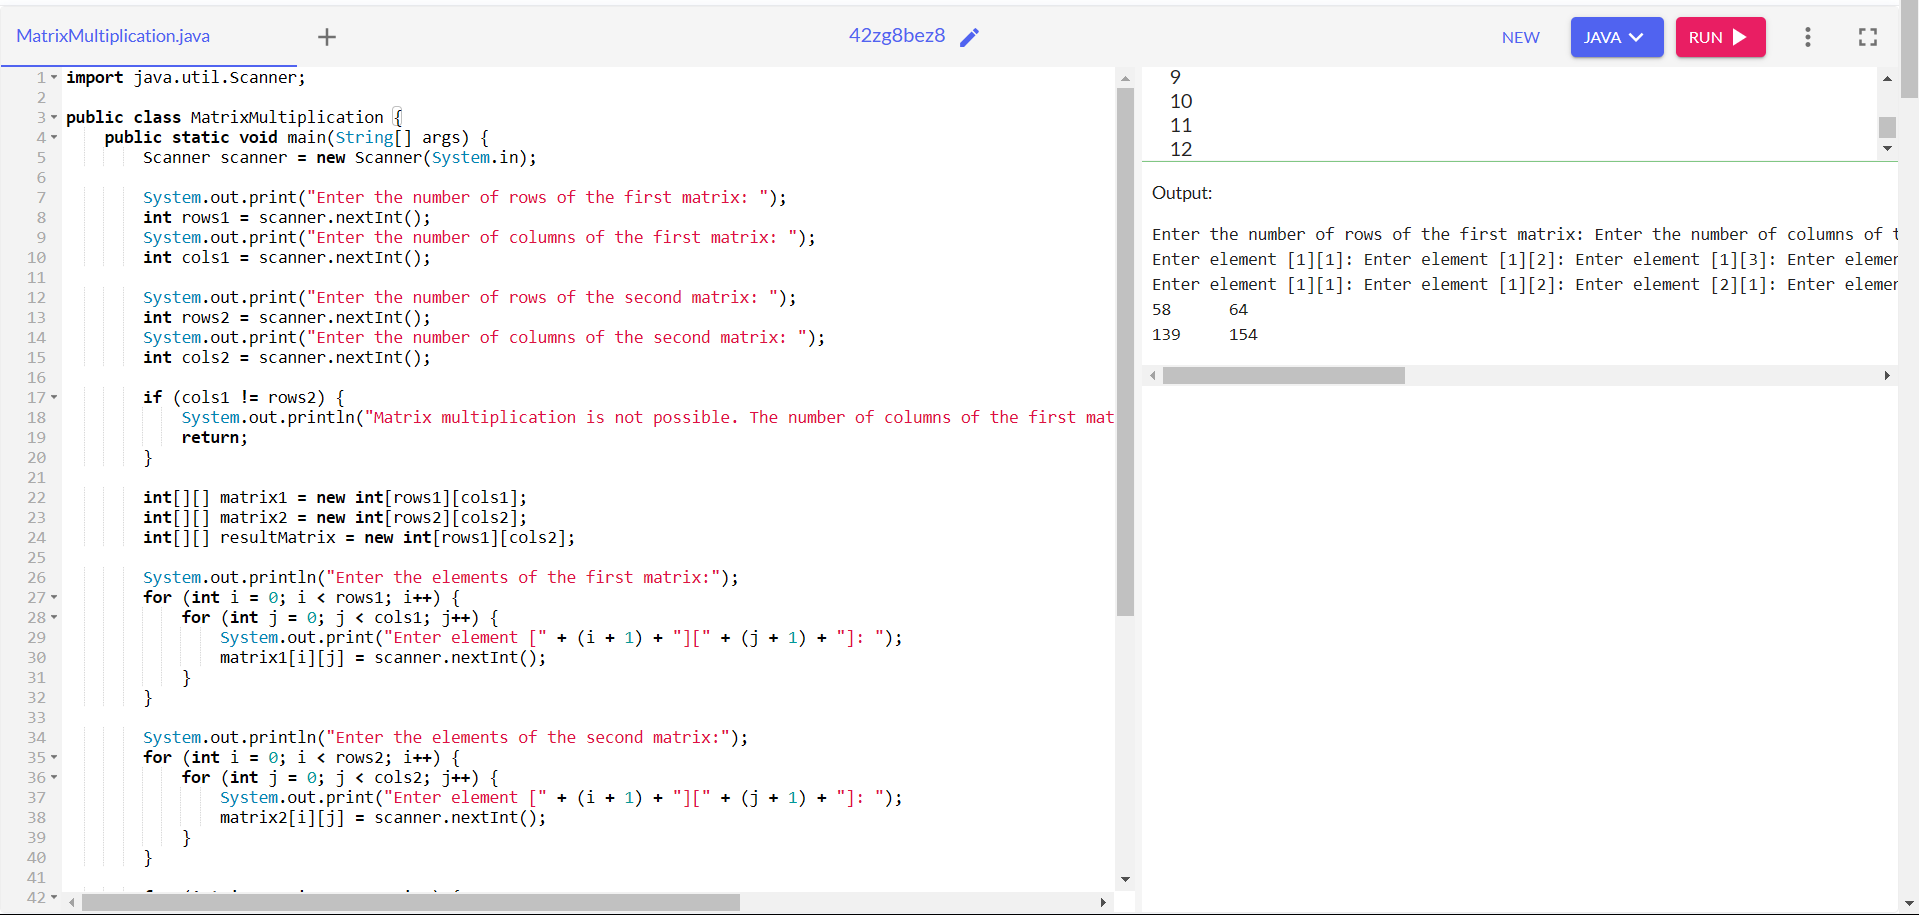 MatrixMultiplication.java
42zg8bez8
NEW
JAVA
RUN
1 import java.util.Scanner;
2
3 public class MatrixMultiplication {
4 public static void main(String[] args) {
5 Scanner scanner = new Scanner(System.in);
6
7 System.out.print("Enter the number of rows of the first matrix: ");
8 int rows1 = scanner.nextInt();
9 System.out.print("Enter the number of columns of the first matrix: ");
10 int cols1 = scanner.nextInt();
11
12 System.out.print("Enter the number of rows of the second matrix: ");
13 int rows2 = scanner.nextInt();
14 System.out.print("Enter the number of columns of the second matrix: ");
15 int cols2 = scanner.nextInt();
16
17 if (cols1 != rows2) {
18 System.out.println("Matrix multiplication is not possible. The number of columns of the first mat
19 return;
20 }
21
22 int[][] matrix1 = new int[rows1][cols1];
23 int[][] matrix2 = new int[rows2][cols2];
24 int[][] resultMatrix = new int[rows1][cols2];
25
26 System.out.println("Enter the elements of the first matrix:");
27 for (int i = 0; i < rows1; i++) {
28 for (int j = 0; j < cols1; j++) {
29 System.out.print("Enter element [" + (i + 1) + "][" + (j + 1) + "]: ");
30 matrix1[i][j] = scanner.nextInt();
31 }
32 }
33
34 System.out.println("Enter the elements of the second matrix:");
35 for (int i = 0; i < rows2; i++) {
36 for (int j = 0; j < cols2; j++) {
37 System.out.print("Enter element [" + (i + 1) + "][" + (j + 1) + "]: ");
38 matrix2[i][j] = scanner.nextInt();
39 }
40 }
41
42
9
10
11
12
Output:
Enter the number of rows of the first matrix: Enter the number of columns of t
Enter element [1][1]: Enter element [1][2]: Enter element [1][3]: Enter elemen
Enter element [1][1]: Enter element [1][2]: Enter element [2][1]: Enter elemen
58 64
139 154